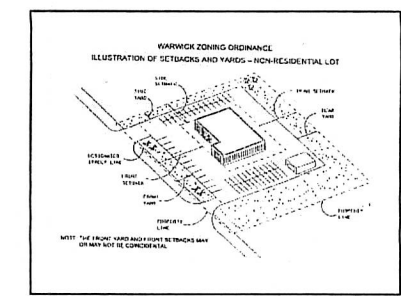 WARWICK ZONING ORDINANCE
ILLUSTRATION OF SETBACKS AND YARDS – NON-RESIDENTIAL LOT
SIDE
SETBACK
SIDE
YARD
SETBACK
REAR
YARD
STREET LINE
FRONT
SETBACK
FRONT
YARD
PROPERTY
LINE
PROPERTY
LINE
NOTE THE FRONT YARD AND FRONT SETBACKS MAY
OR MAY NOT BE COINCIDENTAL